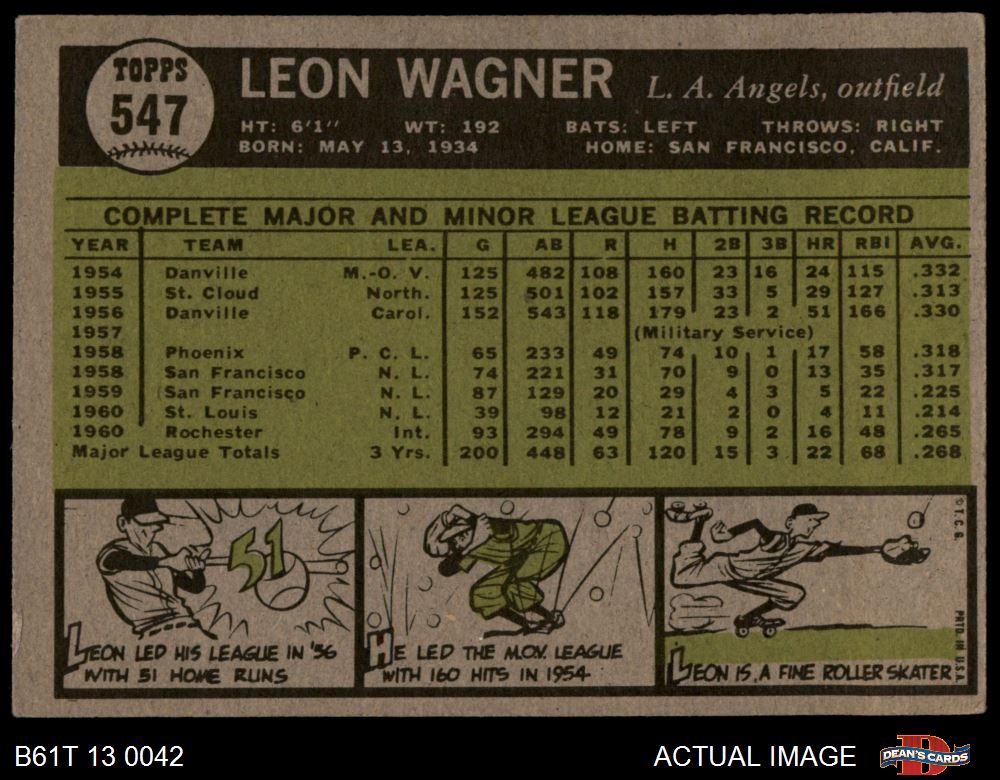 TOPPS
547
LEON WAGNER L. A. Angels, outfield
HT: 6'1" WT: 192 BATS: LEFT THROWS: RIGHT
BORN: MAY 13, 1934 HOME: SAN FRANCISCO, CALIF.
COMPLETE MAJOR AND MINOR LEAGUE BATTING RECORD
YEAR TEAM LEA. G AB R H 2B 3B HR RBI AVG.
1954 Danville M.-O. V. 125 482 108 160 23 16 24 115 .332
1955 St. Cloud North. 125 501 102 157 33 5 29 127 .313
1956 Danville Carol. 152 543 118 179 23 2 51 166 .330
1957 (Military Service)
1958 Phoenix P. C. L. 65 233 49 74 10 1 17 58 .318
1958 San Francisco N. L. 74 221 31 70 9 0 13 35 .317
1959 San Francisco N. L. 87 129 20 29 4 3 5 22 .225
1960 St. Louis N. L. 39 98 12 21 2 0 4 11 .214
1960 Rochester Int. 93 294 49 78 9 2 16 48 .265
Major League Totals 3 Yrs. 200 448 63 120 15 3 22 68 .268
51
LEON LED HIS LEAGUE IN '56
WITH 51 HOME RUNS
HE LED THE M.O.V. LEAGUE
WITH 160 HITS IN 1954
LEON IS A FINE ROLLER SKATER
© T. C. G.
PRTD. IN U.S.A.
B61T 13 0042 ACTUAL IMAGE
DEAN'S CARDS